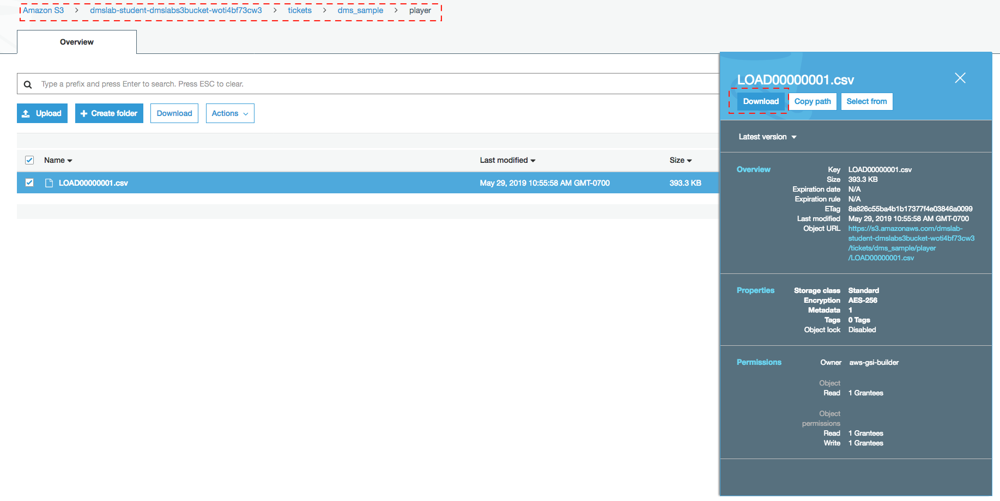 Amazon S3 > dmslab-student-dmslabs3bucket-woti4bf73cw3 > tickets > dms_sample > player
Overview
Type a prefix and press Enter to search. Press ESC to clear.
Upload + Create folder Download Actions
Name Last modified Size
LOAD00000001.csv May 29, 2019 10:55:58 AM GMT-0700 393.3 KB
LOAD00000001.csv
Download Copy path Select from
Latest version
Overview Key LOAD00000001.csv
Size 393.3 KB
Expiration date N/A
Expiration rule N/A
ETag 8a826c55ba4b1b17377f4e03846a0099
Last modified May 29, 2019 10:55:58 AM GMT-0700
Object URL https://s3.amazonaws.com/dmslab-
student-dmslabs3bucket-woti4bf73cw3
/tickets/dms_sample/player
/LOAD00000001.csv
Properties Storage class Standard
Encryption AES-256
Metadata 1
Tags 0 Tags
Object lock Disabled
Permissions Owner aws-gsi-builder
Object
Read 1 Grantees
Object
permissions
Read 1 Grantees
Write 1 Grantees